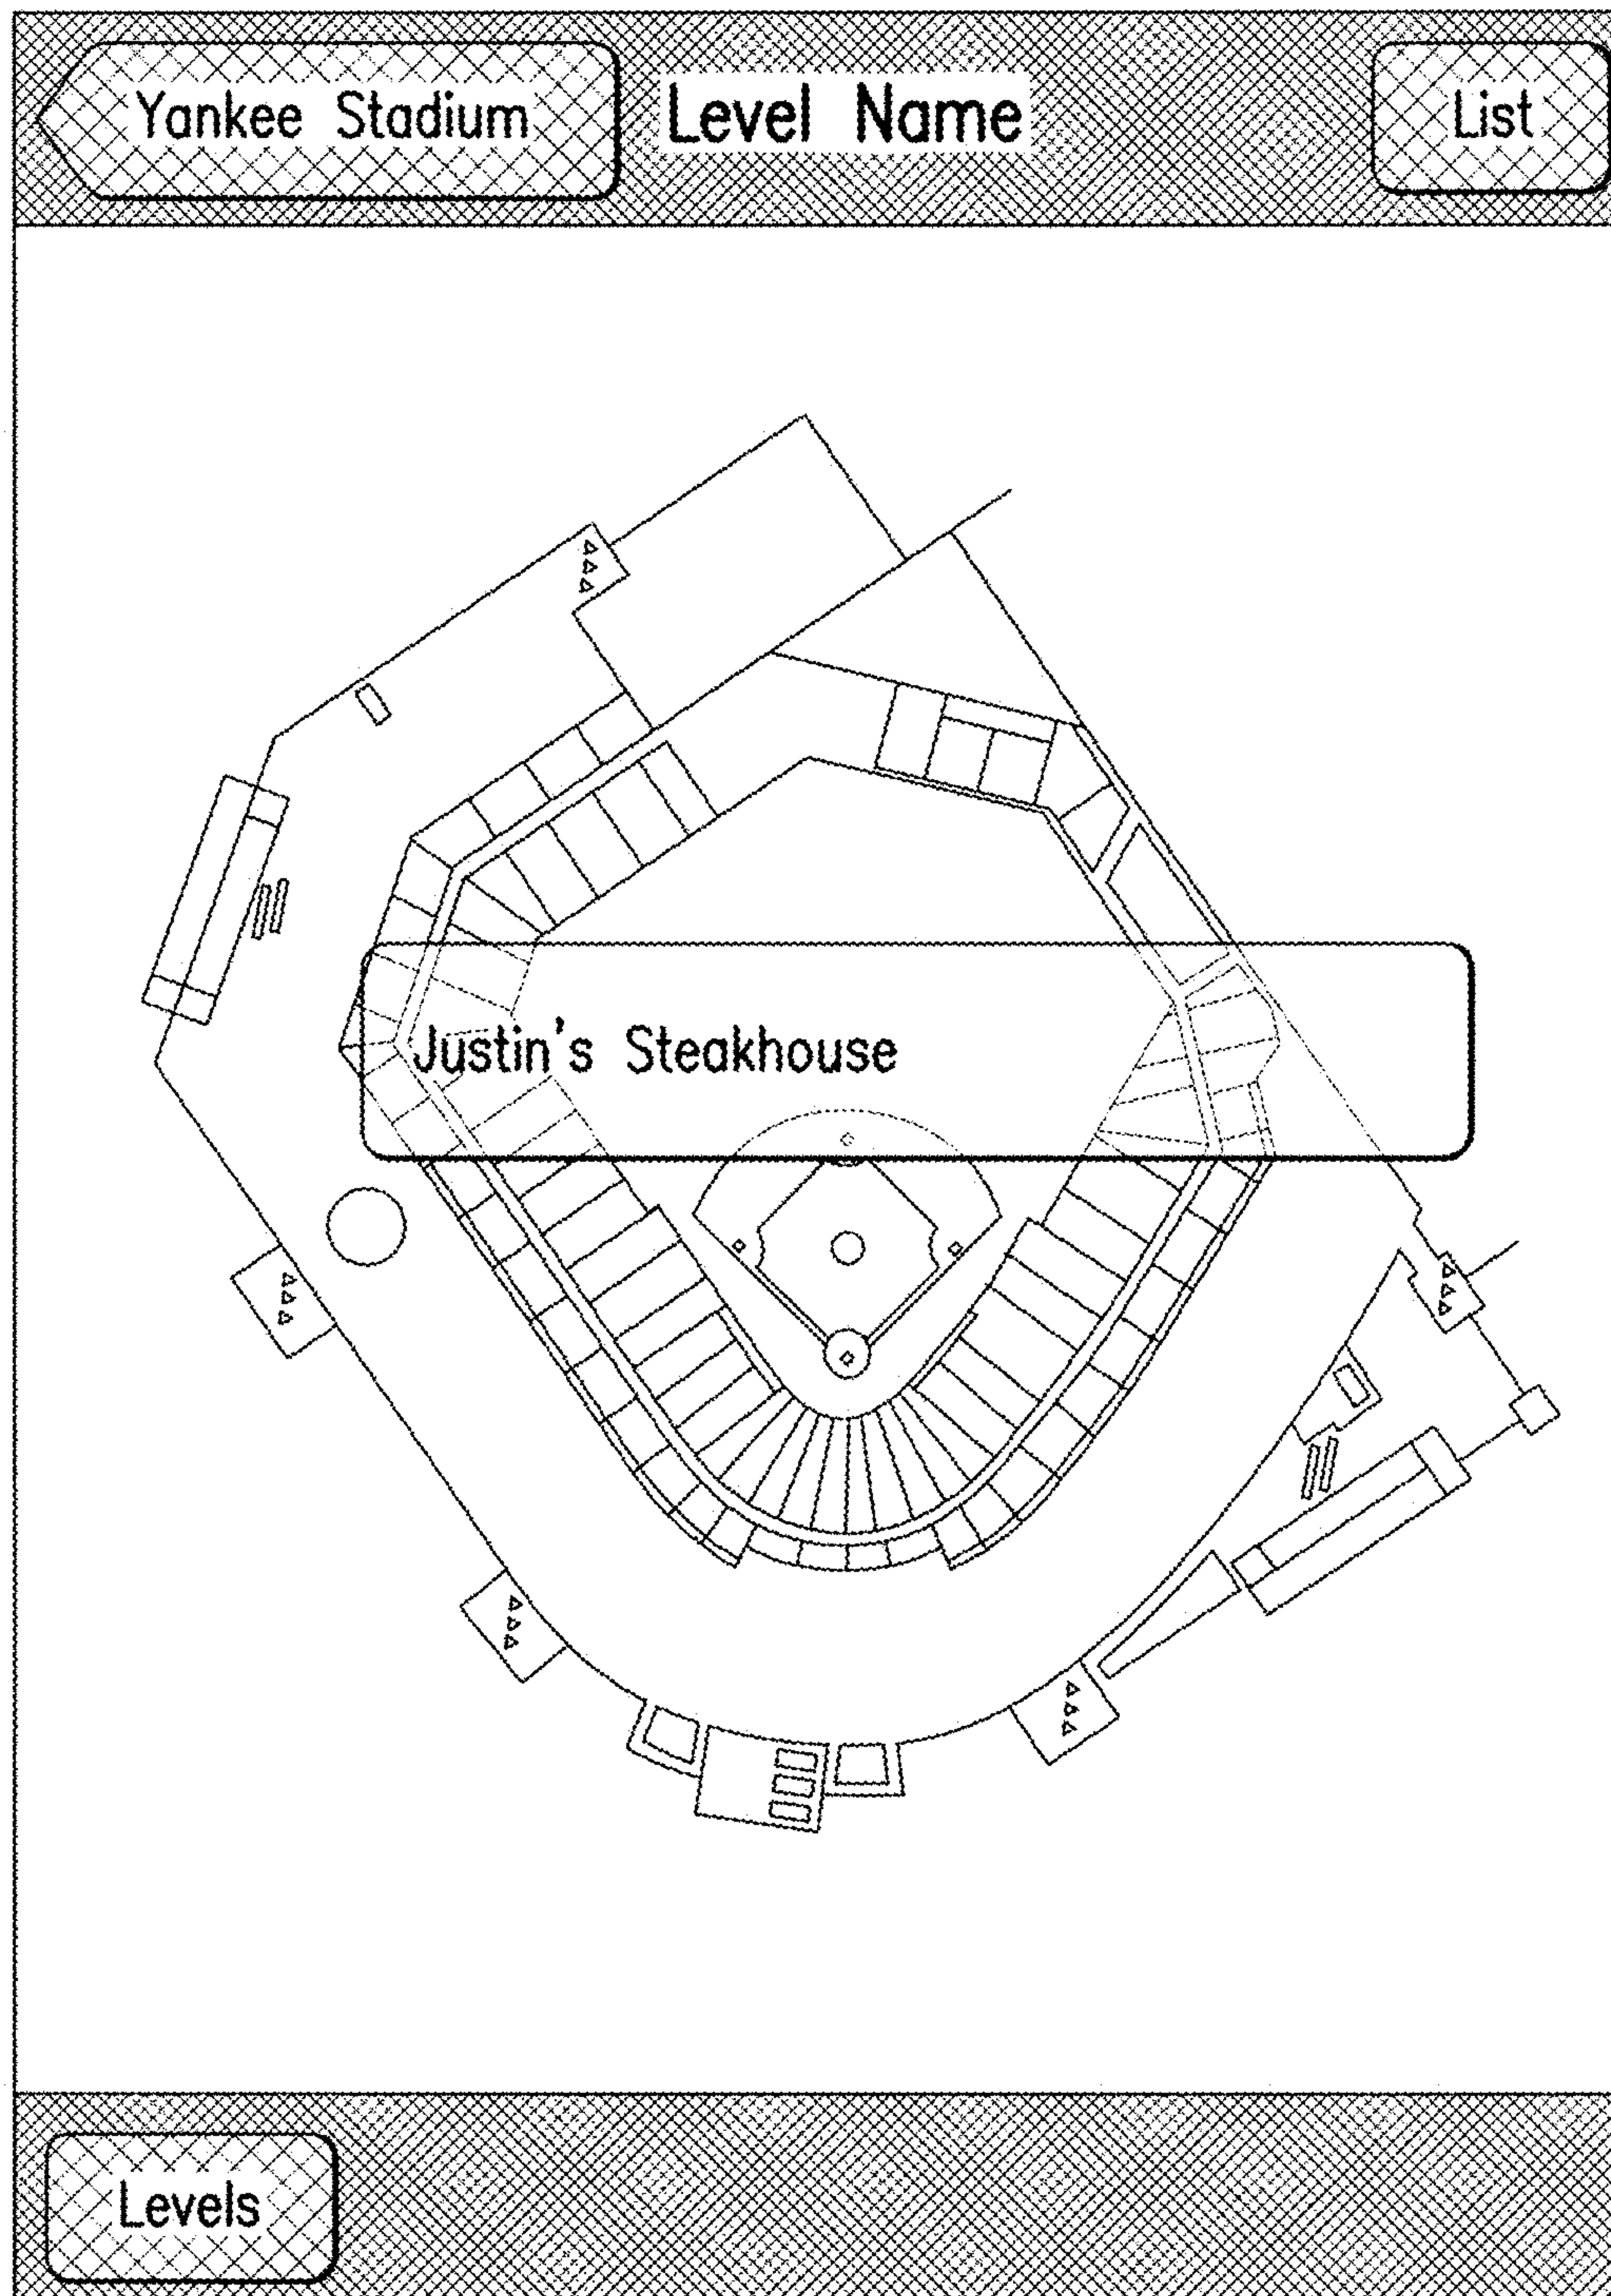 Yankee Stadium
Level Name
List
Justin's Steakhouse
Levels